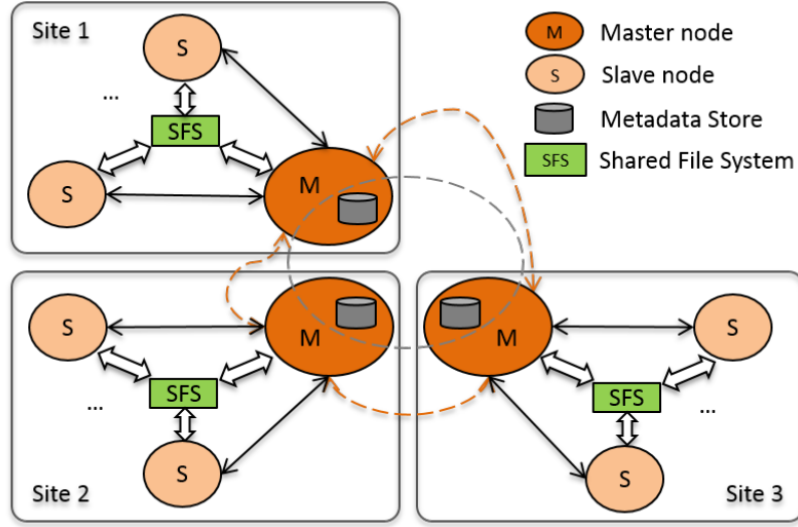 Site 1
S
...
SFS
S
M
M Master node
S Slave node
Metadata Store
SFS Shared File System
S
M
SFS
...
S
Site 2
M
S
SFS
...
S
Site 3